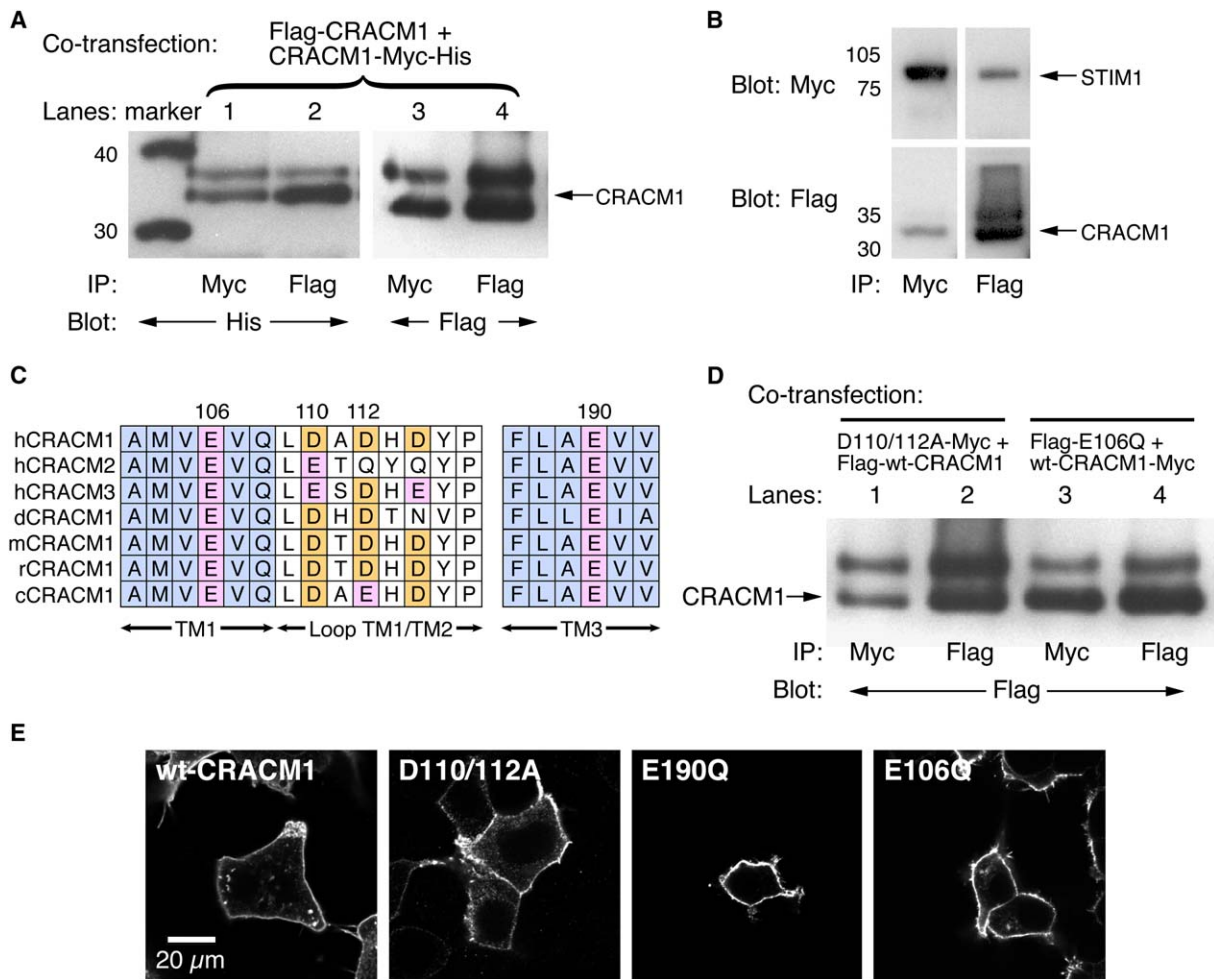 A
Co-transfection:
Flag-CRACM1 +
CRACM1-Myc-His
Lanes: marker 1 2 3 4
40
30
CRACM1
IP: Myc Flag Myc Flag
Blot: His Flag
B
Blot: Myc
105
75
STIM1
Blot: Flag
35
30
CRACM1
IP: Myc Flag
C
106 110 112 190
hCRACM1 A M V E V Q L D A D H D Y P F L A E V V
hCRACM2 A M V E V Q L E T Q Y Q Y P F L A E V V
hCRACM3 A M V E V Q L E S D H E Y P F L A E V V
dCRACM1 A M V E V Q L D H D T N V P F L L E I A
mCRACM1 A M V E V Q L D T D H D Y P F L A E V V
rCRACM1 A M V E V Q L D T D H D Y P F L A E V V
cCRACM1 A M V E V Q L D A E H D Y P F L A E V V
TM1 Loop TM1/TM2 TM3
D
Co-transfection:
D110/112A-Myc + Flag-E106Q +
Flag-wt-CRACM1 wt-CRACM1-Myc
Lanes: 1 2 3 4
CRACM1
IP: Myc Flag Myc Flag
Blot: Flag
E
wt-CRACM1 D110/112A E190Q E106Q
20 µm